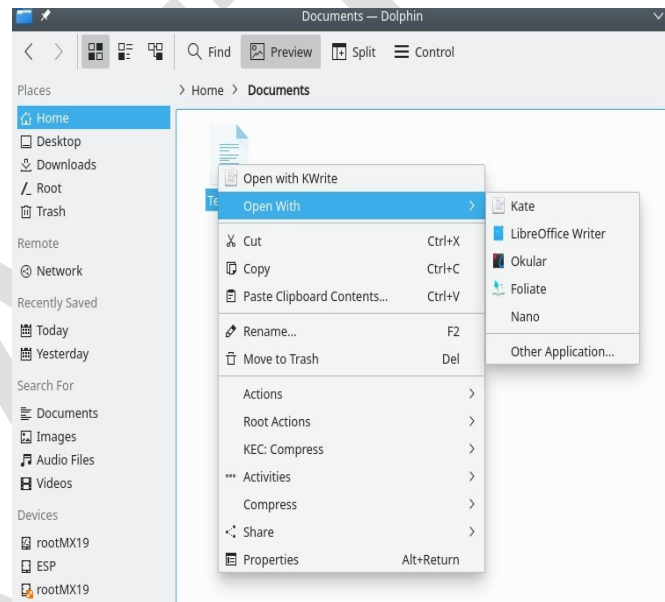 Documents — Dolphin
Find Preview Split Control
Places
Home
Desktop
Downloads
Root
Trash
Remote
Network
Recently Saved
Today
Yesterday
Search For
Documents
Images
Audio Files
Videos
Devices
rootMX19
ESP
rootMX19
> Home > Documents
Open with KWrite
Open With
Cut Ctrl+X
Copy Ctrl+C
Paste Clipboard Contents... Ctrl+V
Rename... F2
Move to Trash Del
Actions
Root Actions
KEC: Compress
Activities
Compress
Share
Properties Alt+Return
Kate
LibreOffice Writer
Okular
Foliate
Nano
Other Application...